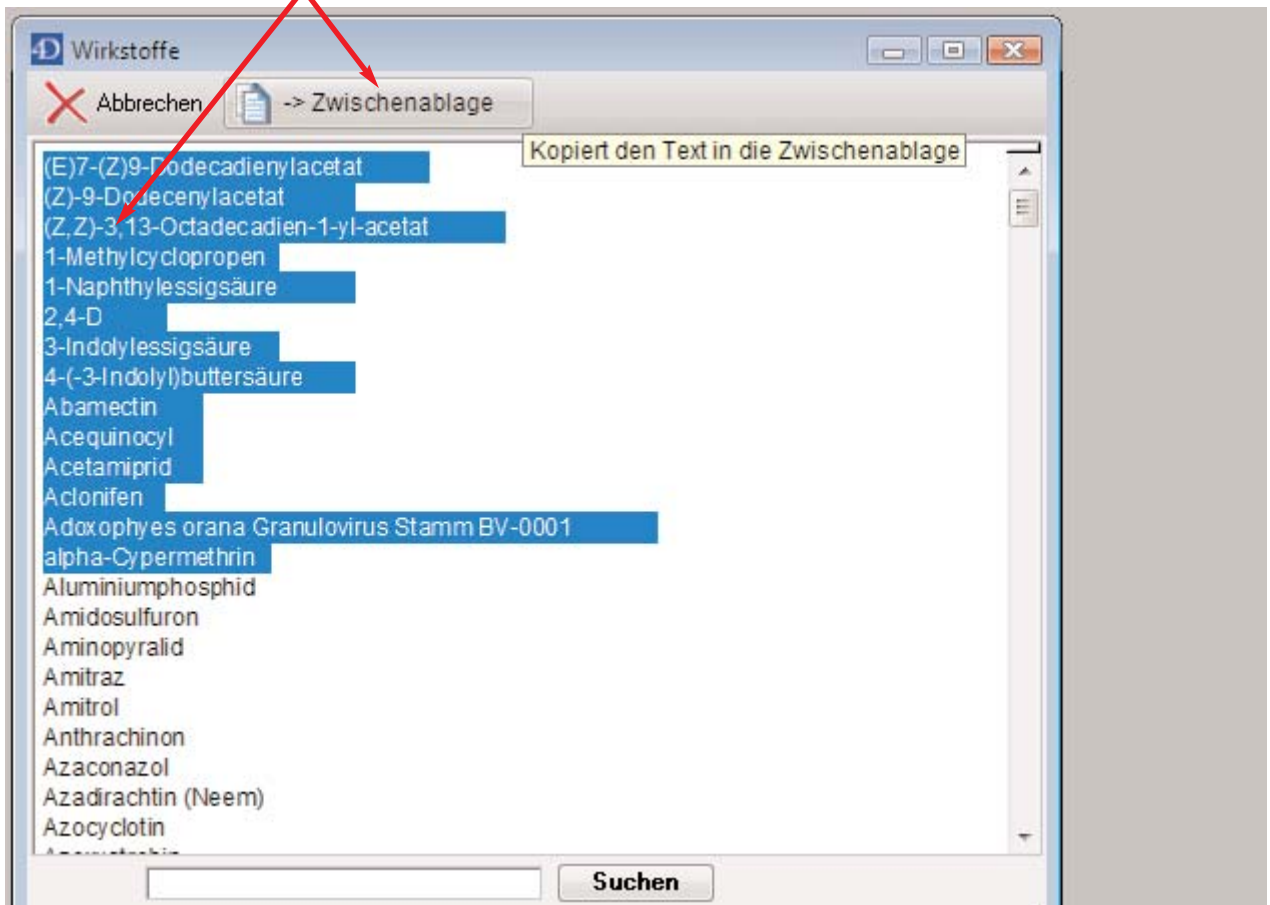 4D Wirkstoffe
Abbrechen -> Zwischenablage
Kopiert den Text in die Zwischenablage
(E)7-(Z)9-Dodecadienylacetat
(Z)-9-Dodecenylacetat
(Z,Z)-3,13-Octadecadien-1-yl-acetat
1-Methylcyclopropen
1-Naphthylessigsäure
2,4-D
3-Indolylessigsäure
4-(-3-Indolyl)buttersäure
Abamectin
Acequinocyl
Acetamiprid
Aclonifen
Adoxophyes orana Granulovirus Stamm BV-0001
alpha-Cypermethrin
Aluminiumphosphid
Amidosulfuron
Aminopyralid
Amitraz
Amitrol
Anthrachinon
Azaconazol
Azadirachtin (Neem)
Azocyclotin
Suchen